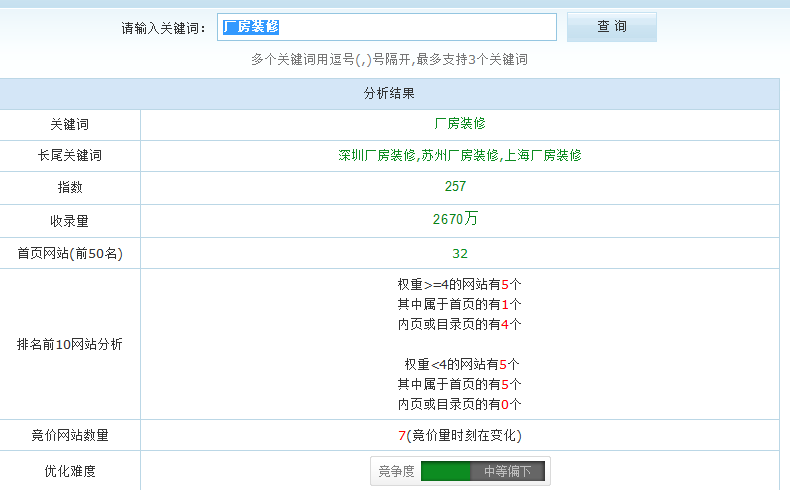 请输入关键词： 厂房装修 查 询
多个关键词用逗号(,)号隔开,最多支持3个关键词
分析结果
关键词 厂房装修
长尾关键词 深圳厂房装修,苏州厂房装修,上海厂房装修
指数 257
收录量 2670万
首页网站(前50名) 32
权重>=4的网站有5个
其中属于首页的有1个
内页或目录页的有4个
排名前10网站分析
权重<4的网站有5个
其中属于首页的有5个
内页或目录页的有0个
竞价网站数量 7(竞价量时刻在变化)
优化难度 竞争度 中等偏下